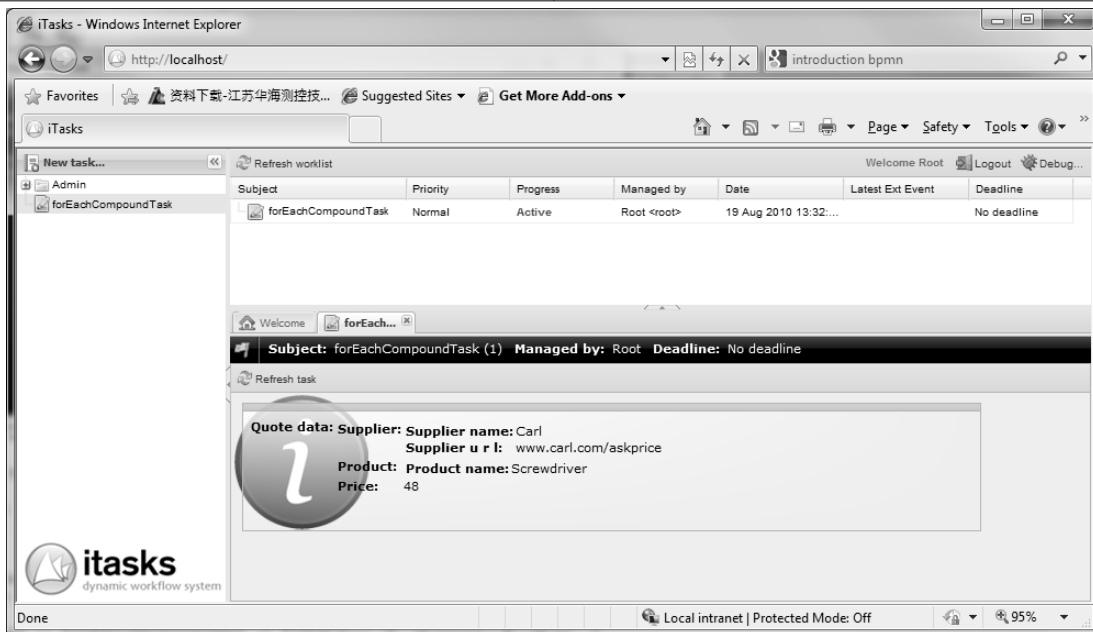 iTasks - Windows Internet Explorer
http://localhost/
introduction bpmn
Favorites 资料下载-江苏华海测控技... Suggested Sites Get More Add-ons
iTasks
Page Safety Tools
New task... Refresh worklist Welcome Root Logout Debug...
Admin
forEachCompoundTask
Subject Priority Progress Managed by Date Latest Ext Event Deadline
forEachCompoundTask Normal Active Root <root> 19 Aug 2010 13:32:... No deadline
Welcome forEach...
Subject: forEachCompoundTask (1) Managed by: Root Deadline: No deadline
Refresh task
Quote data: Supplier: Supplier name: Carl
Supplier u r l: www.carl.com/askprice
Product: Product name: Screwdriver
Price: 48
itasks
dynamic workflow system
Done Local intranet | Protected Mode: Off 95%